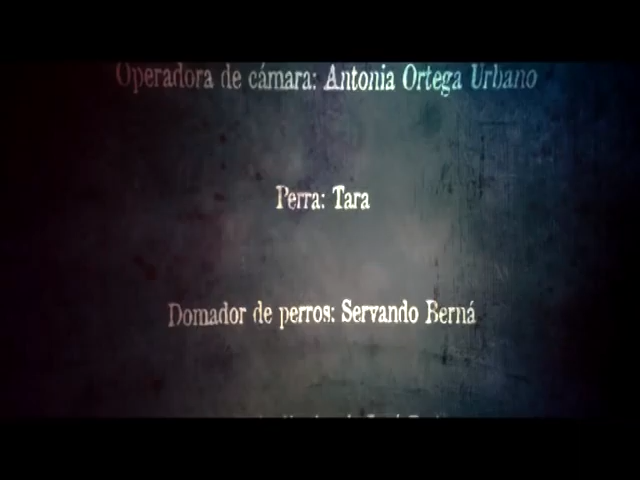 Operadora de cámara: Antonia Ortega Urbano
Perra: Tara
Domador de perros: Servando Berná